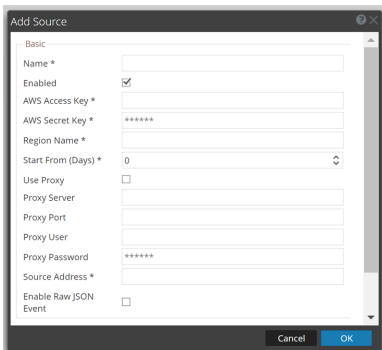 Add Source
Basic
Name *
Enabled
AWS Access Key *
AWS Secret Key * ******
Region Name *
Start From (Days) * 0
Use Proxy
Proxy Server
Proxy Port
Proxy User
Proxy Password ******
Source Address *
Enable Raw JSON
Event
Cancel OK